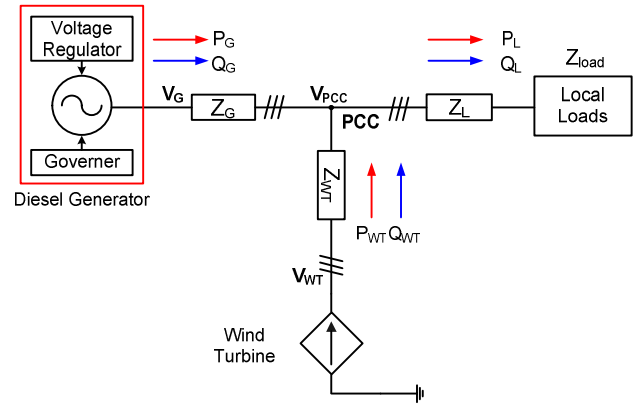 Voltage
Regulator
Governer
Diesel Generator
P_G
Q_G
V_G
Z_G
V_PCC
PCC
P_L
Q_L
Z_L
Z_load
Local
Loads
Z_WT
P_WT Q_WT
V_WT
Wind
Turbine